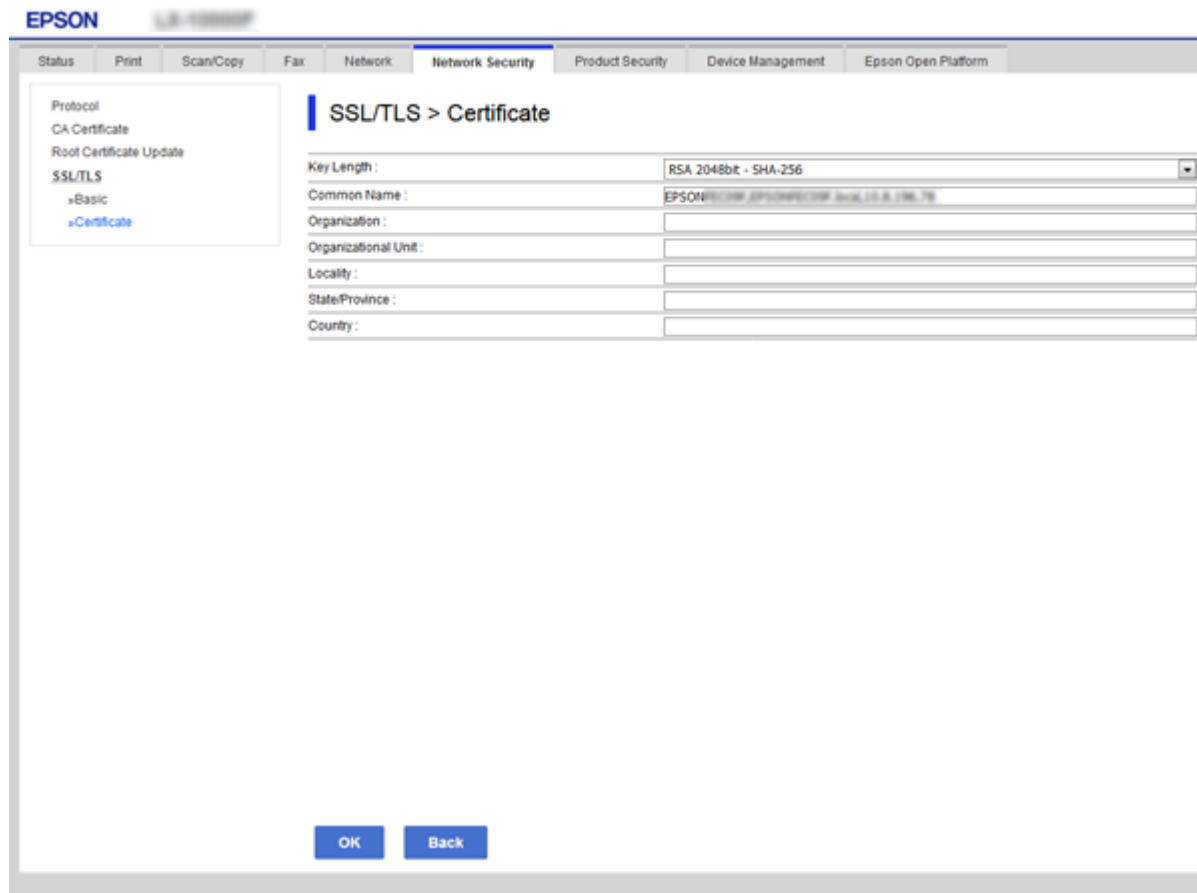 EPSON
Status Print Scan/Copy Fax Network Network Security Product Security Device Management Epson Open Platform
Protocol
CA Certificate
Root Certificate Update
SSL/TLS
»Basic
»Certificate
SSL/TLS > Certificate
Key Length : RSA 2048bit - SHA-256
Common Name : EPSON
Organization :
Organizational Unit :
Locality :
State/Province :
Country :
OK Back